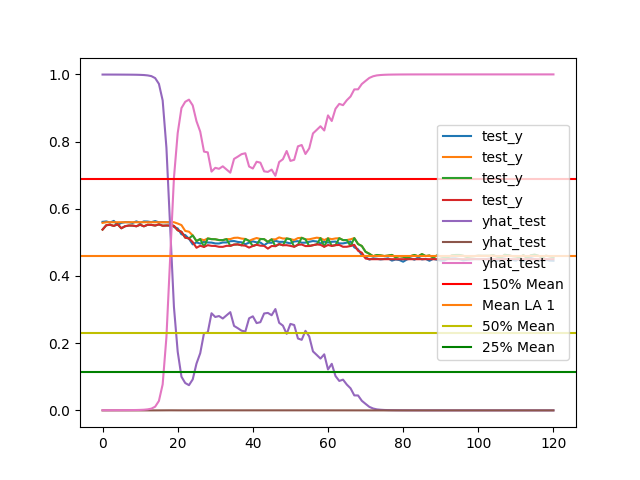 1.0
0.8
0.6
0.4
0.2
0.0
0
20
40
60
80
100
120
test_y
test_y
test_y
test_y
yhat_test
yhat_test
yhat_test
150% Mean
Mean LA 1
50% Mean
25% Mean